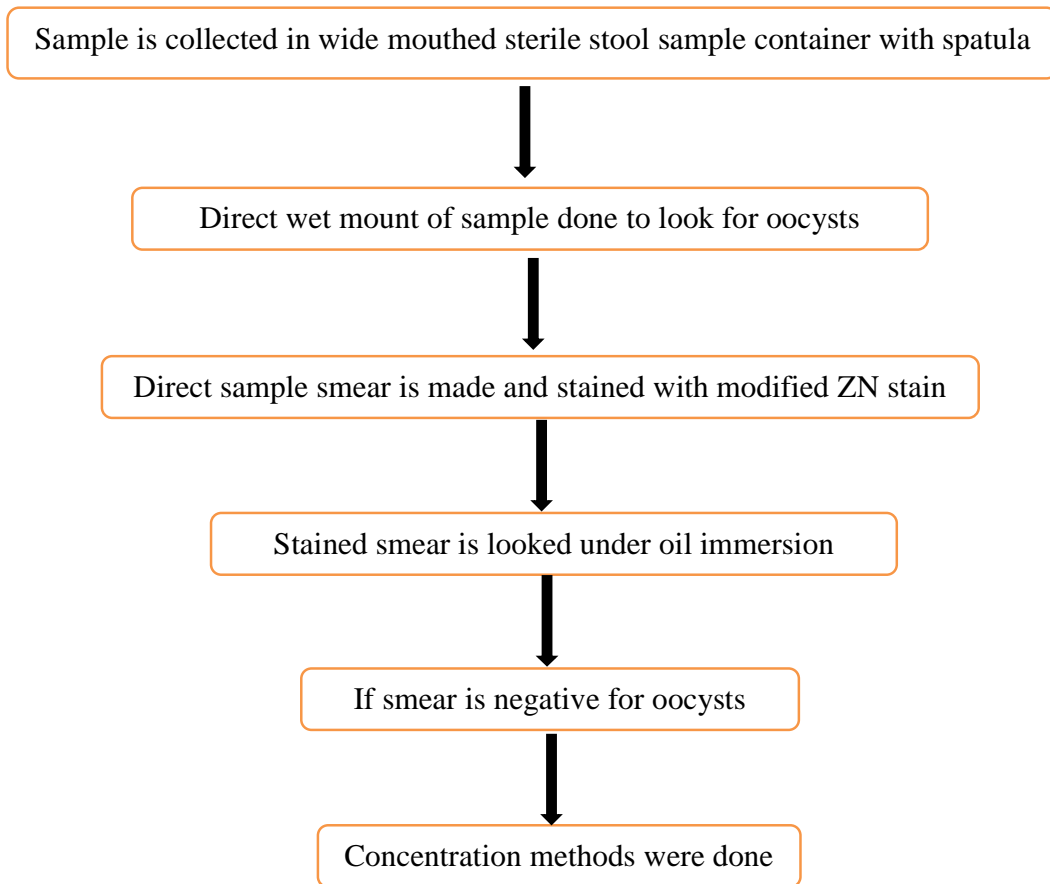 Sample is collected in wide mouthed sterile stool sample container with spatula
Direct wet mount of sample done to look for oocysts
Direct sample smear is made and stained with modified ZN stain
Stained smear is looked under oil immersion
If smear is negative for oocysts
Concentration methods were done